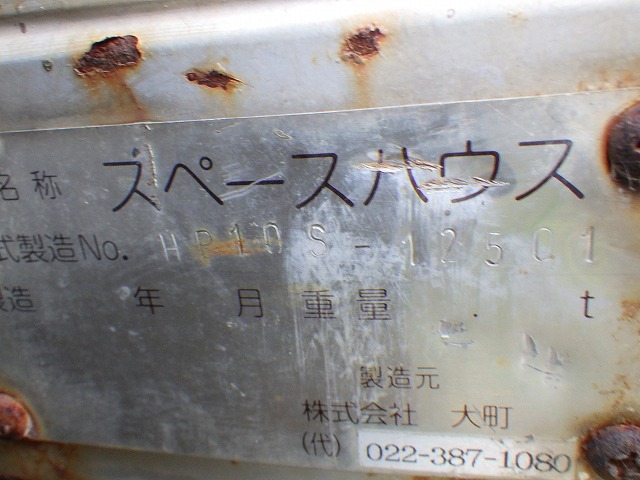 名称 スペースハウス
式製造No. HP10S-12501
製造 年 月 重量 . t
製造元
株式会社 大町
(代) 022-387-1080